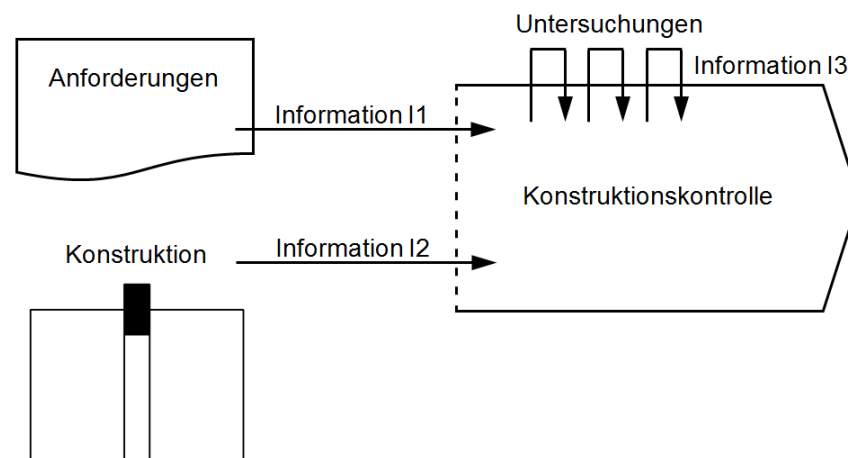 Untersuchungen
Anforderungen
Information I3
Information I1
Konstruktionskontrolle
Konstruktion
Information I2